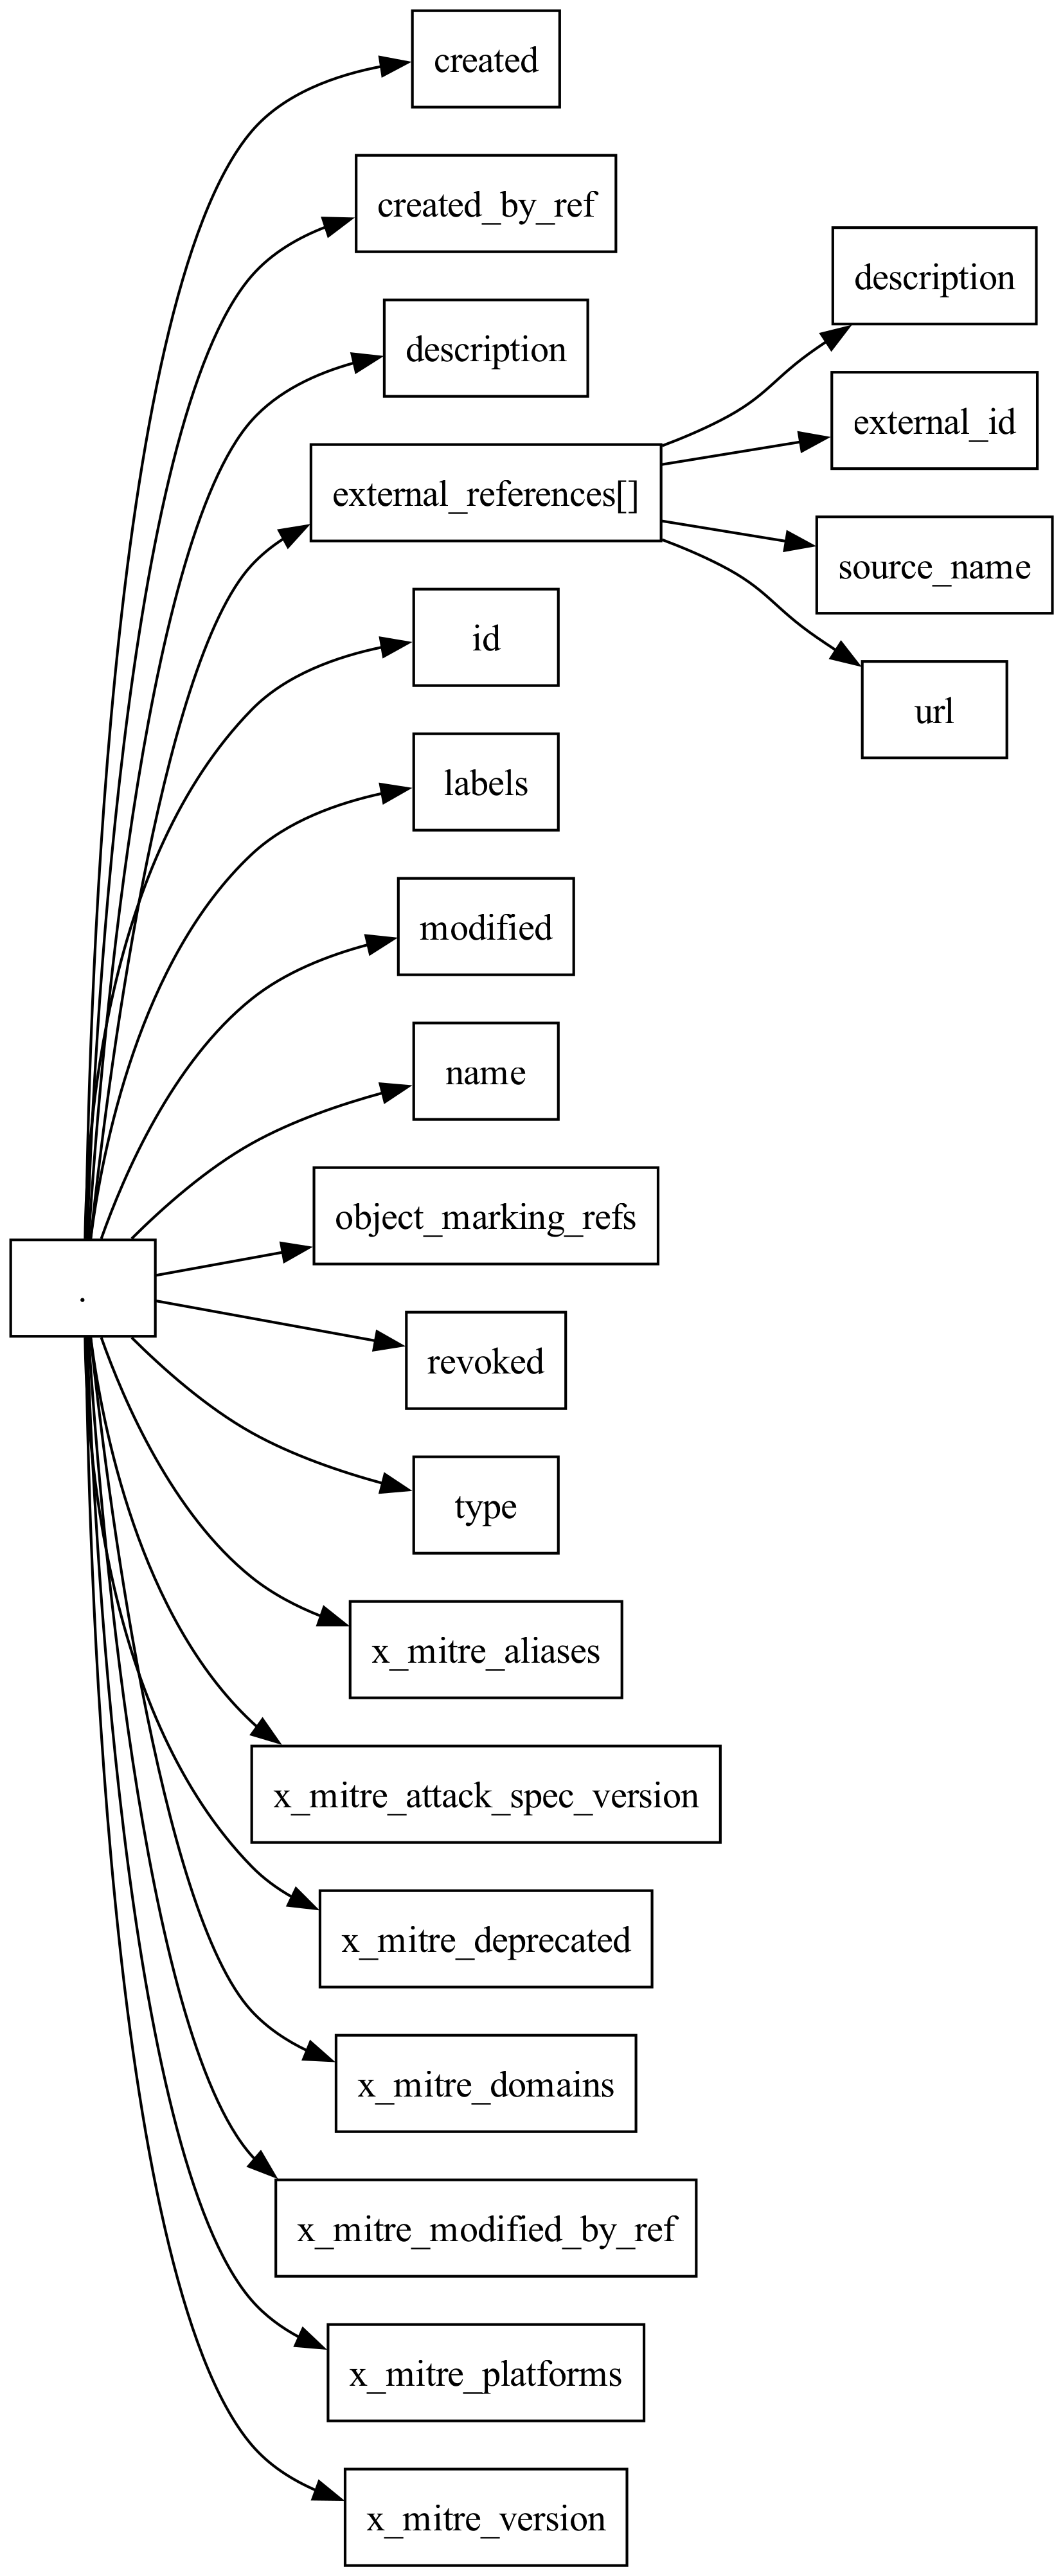 created
created_by_ref
description
external_references[]
description
external_id
source_name
url
id
labels
modified
name
object_marking_refs
.
revoked
type
x_mitre_aliases
x_mitre_attack_spec_version
x_mitre_deprecated
x_mitre_domains
x_mitre_modified_by_ref
x_mitre_platforms
x_mitre_version